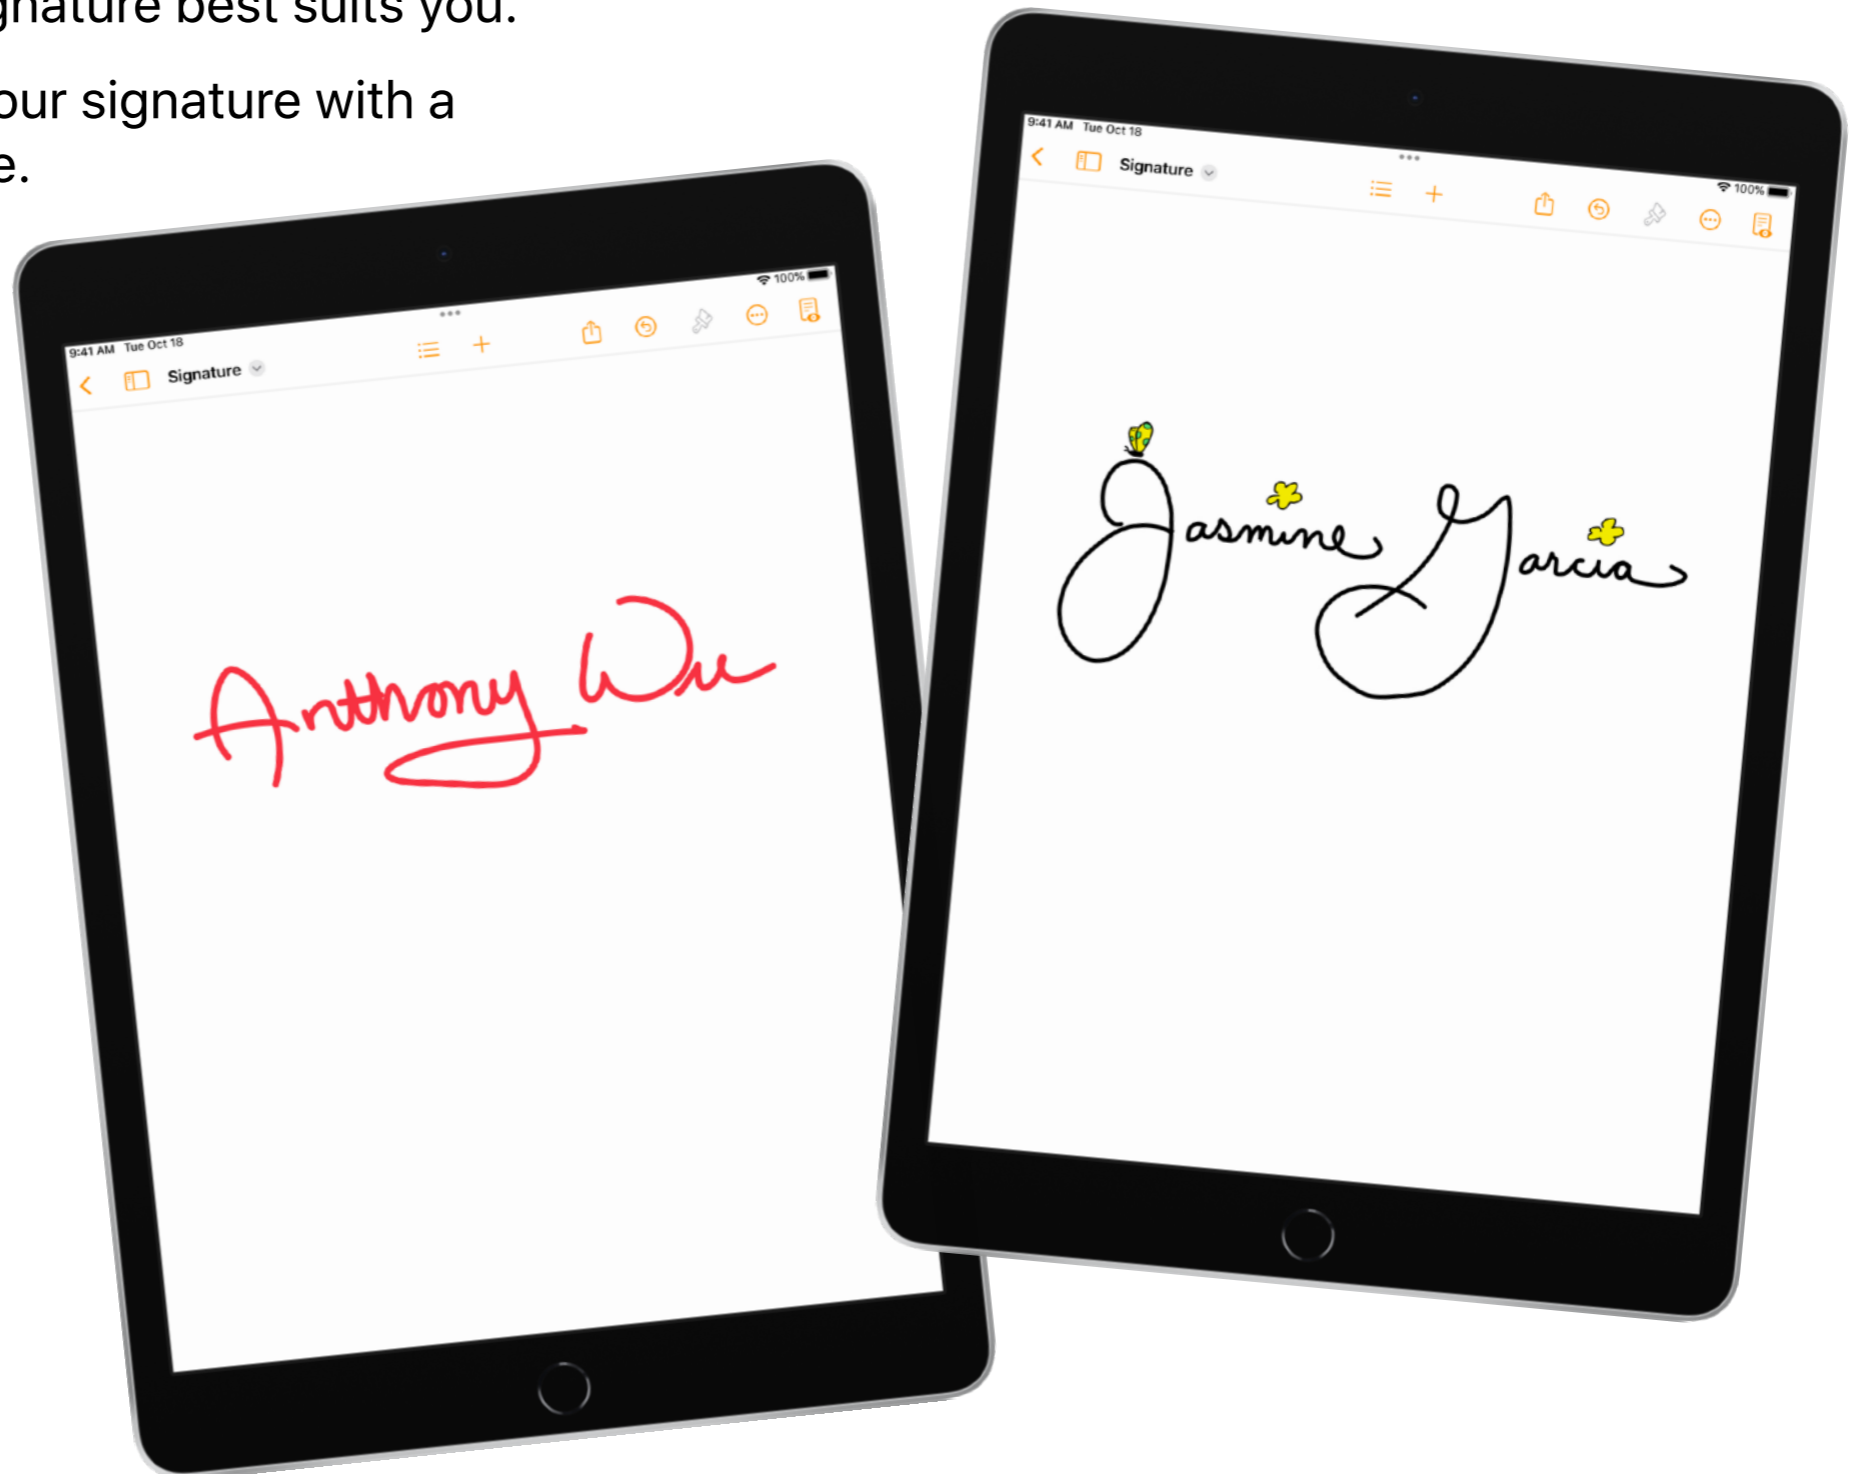 gnature best suits you.
our signature with a
e.
9:41 AM Tue Oct 18
100%
Signature
Anthony Wu
9:41 AM Tue Oct 18
100%
Signature
Jasmine Garcia